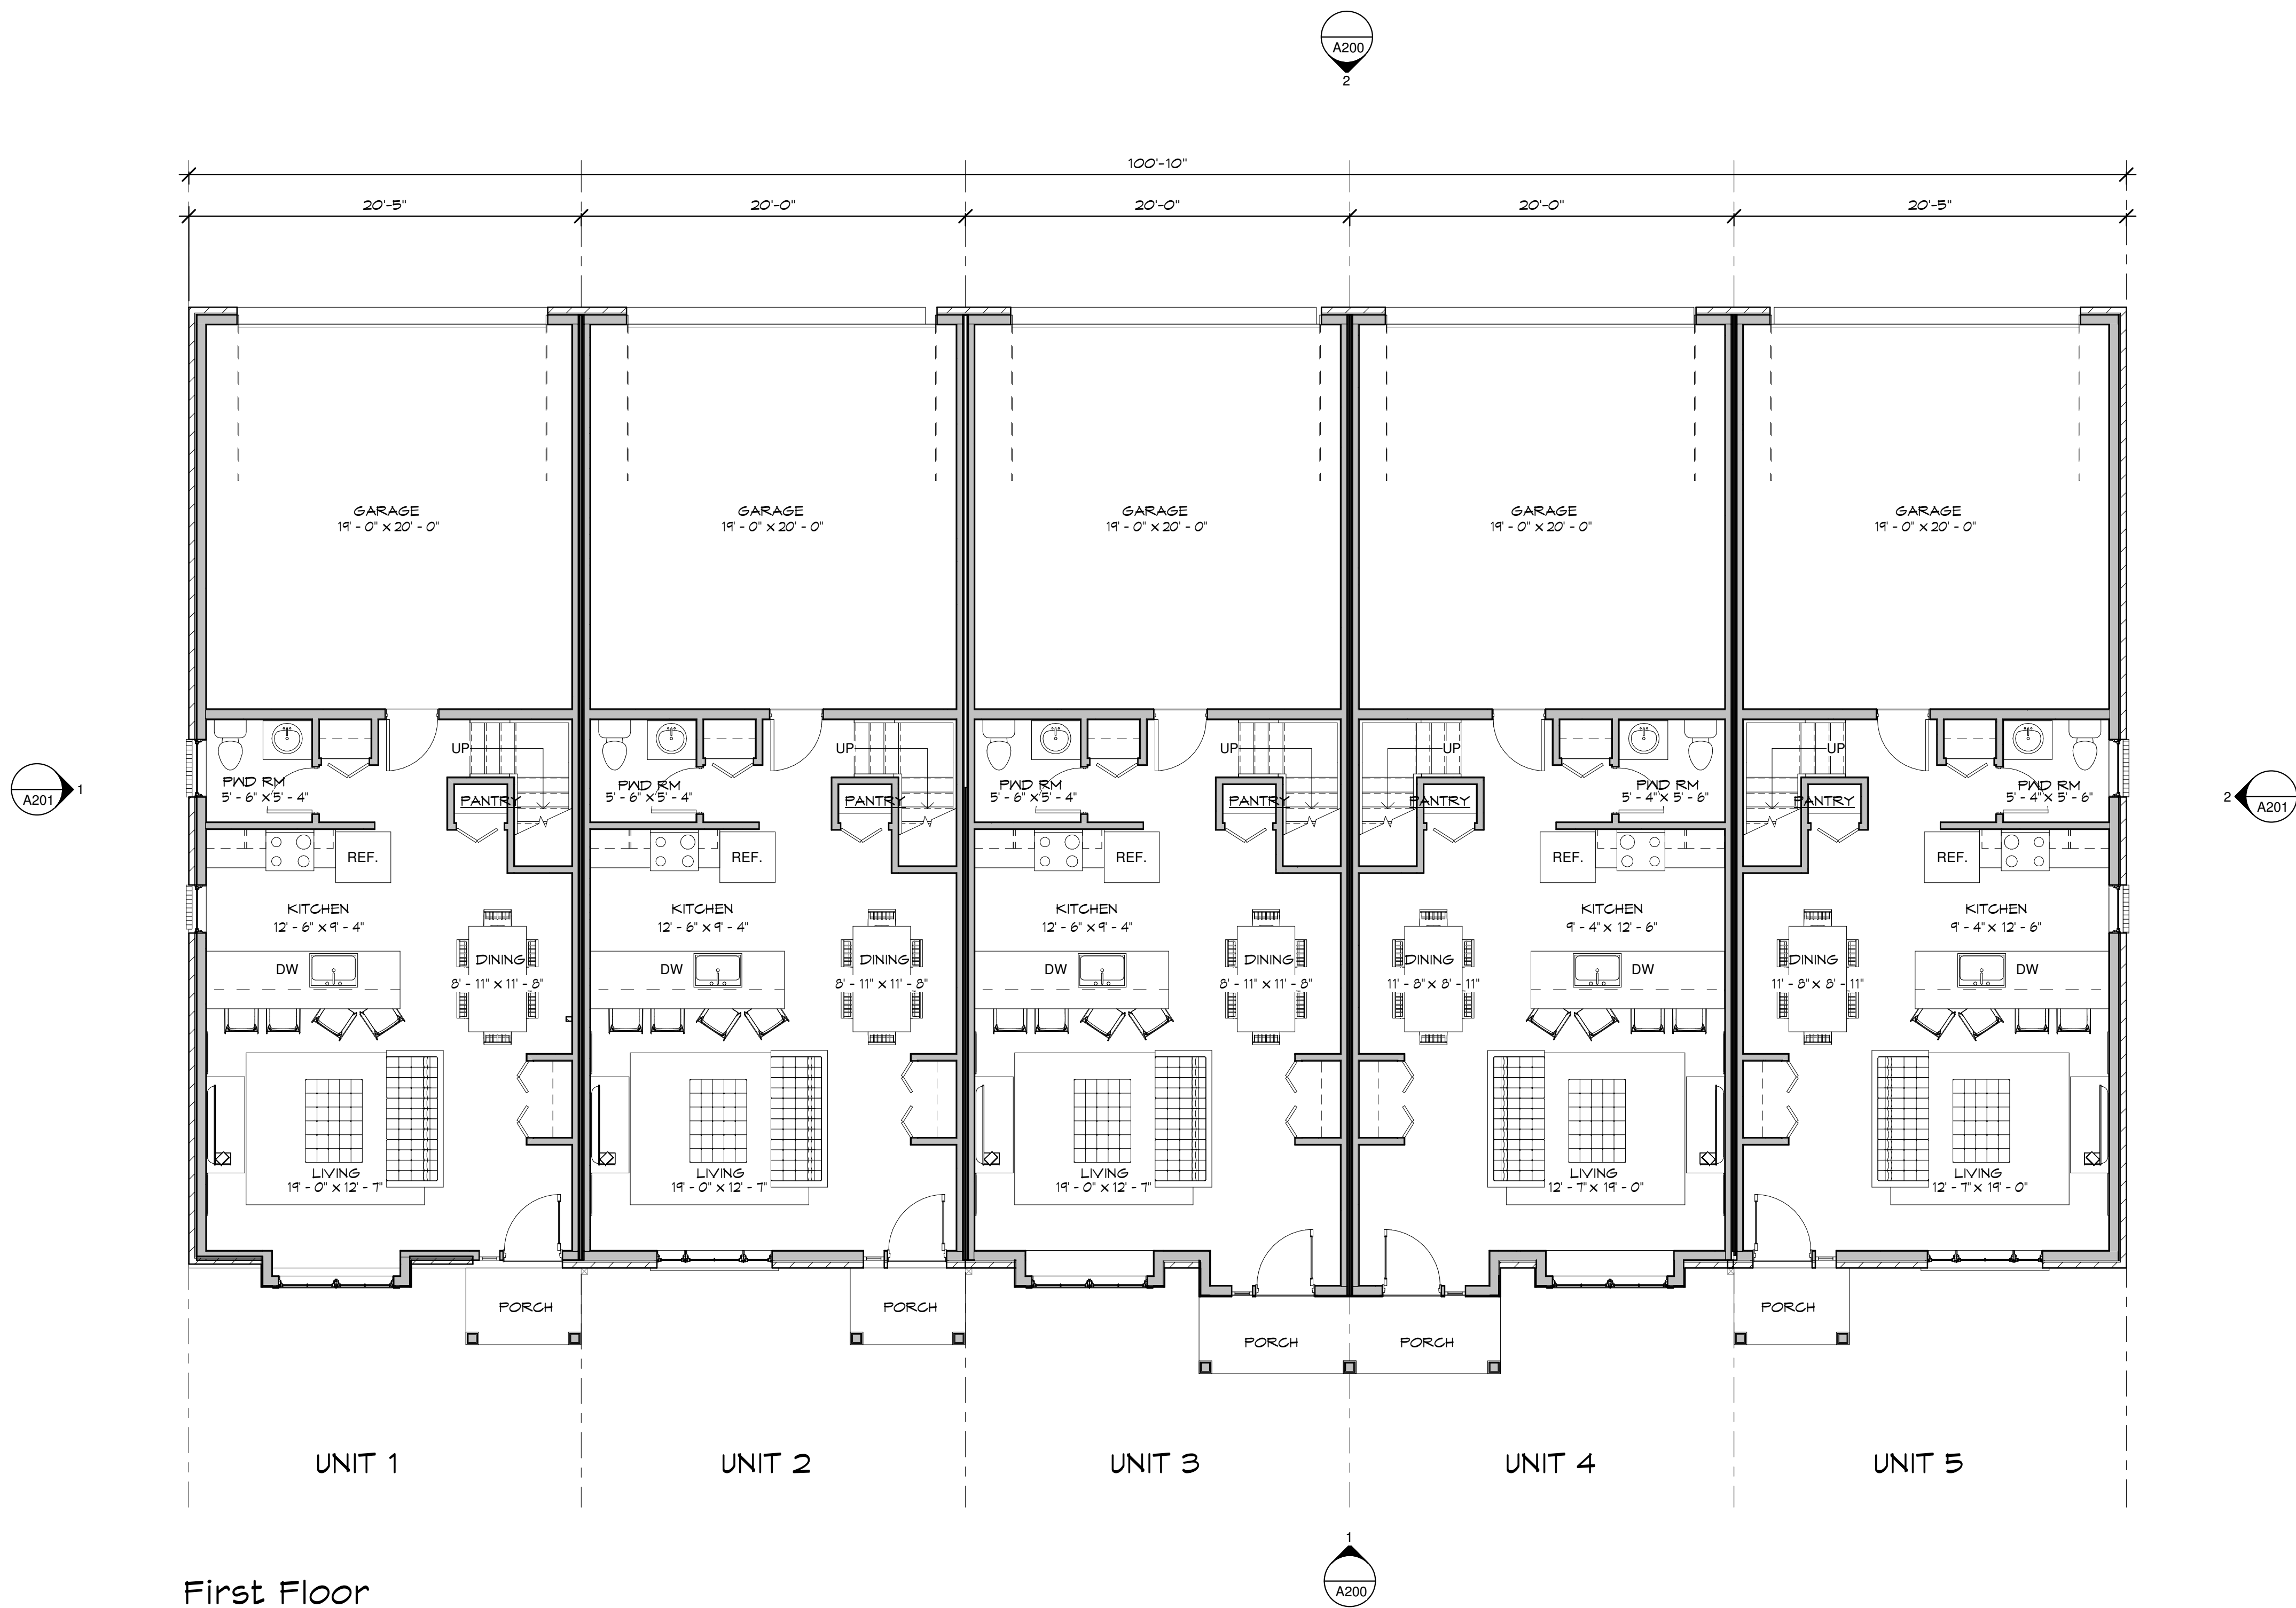 A200
2
100'-10"
20'-5" 20'-0" 20'-0" 20'-0" 20'-5"
GARAGE GARAGE GARAGE GARAGE GARAGE
19' - 0" x 20' - 0" 19' - 0" x 20' - 0" 19' - 0" x 20' - 0" 19' - 0" x 20' - 0" 19' - 0" x 20' - 0"
UP UP UP UP UP
PWD RM PWD RM PWD RM PWD RM PWD RM
A201 1 5' - 6" x 5' - 4" 5' - 6" x 5' - 4" 5' - 6" x 5' - 4" 5' - 4" x 5' - 6" 5' - 4" x 5' - 6" 2 A201
PANTRY PANTRY PANTRY PANTRY PANTRY
REF. REF. REF. REF. REF.
KITCHEN KITCHEN KITCHEN KITCHEN KITCHEN
12' - 6" x 9' - 4" 12' - 6" x 9' - 4" 12' - 6" x 9' - 4" 9' - 4" x 12' - 6" 9' - 4" x 12' - 6"
DINING DINING DINING DINING DINING
DW DW DW DW DW
8' - 11" x 11' - 8" 8' - 11" x 11' - 8" 8' - 11" x 11' - 8" 11' - 8" x 8' - 11" 11' - 8" x 8' - 11"
LIVING LIVING LIVING LIVING LIVING
19' - 0" x 12' - 7" 19' - 0" x 12' - 7" 19' - 0" x 12' - 7" 12' - 7" x 19' - 0" 12' - 7" x 19' - 0"
PORCH PORCH PORCH
PORCH PORCH
UNIT 1 UNIT 2 UNIT 3 UNIT 4 UNIT 5
1
A200
First Floor